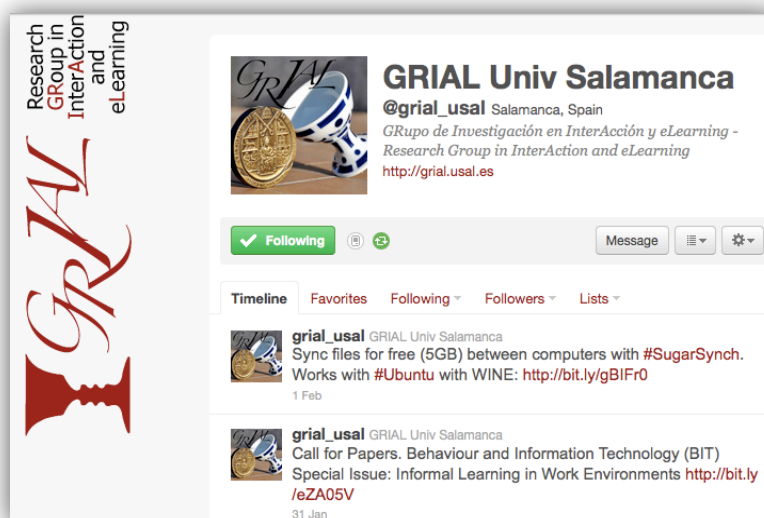 Research
GRoup in
InterAction
and
eLearning
GRIAL
GRIAL
GRIAL Univ Salamanca
@grial_usal Salamanca, Spain
GRupo de Investigación en InterAcción y eLearning -
Research Group in InterAction and eLearning
http://grial.usal.es
Following
Message
Timeline Favorites Following Followers Lists
grial_usal GRIAL Univ Salamanca
Sync files for free (5GB) between computers with #SugarSynch.
Works with #Ubuntu with WINE: http://bit.ly/gBIFr0
1 Feb
grial_usal GRIAL Univ Salamanca
Call for Papers. Behaviour and Information Technology (BIT)
Special Issue: Informal Learning in Work Environments http://bit.ly
/eZA05V
31 Jan